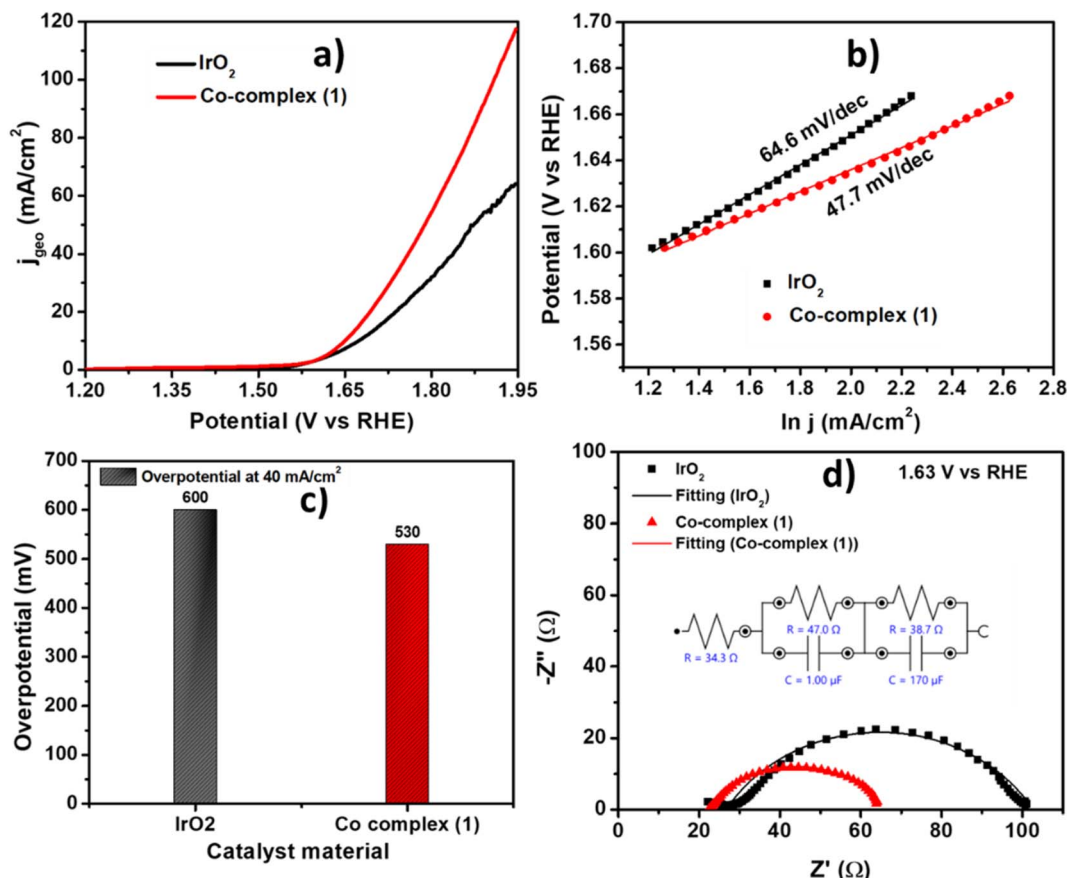 a)
IrO₂
Co-complex (1)
120
100
80
60
40
20
0
j_geo (mA/cm²)
1.20
1.35
1.50
1.65
1.80
1.95
Potential (V vs RHE)
b)
1.70
1.68
1.66
1.64
1.62
1.60
1.58
1.56
Potential (V vs RHE)
64.6 mV/dec
47.7 mV/dec
IrO₂
Co-complex (1)
1.2
1.4
1.6
1.8
2.0
2.2
2.4
2.6
2.8
ln j (mA/cm²)
c)
Overpotential at 40 mA/cm²
700
600
500
400
300
200
100
0
Overpotential (mV)
600
530
IrO2
Co complex (1)
Catalyst material
d)
1.63 V vs RHE
IrO₂
Fitting (IrO₂)
Co-complex (1)
Fitting (Co-complex (1))
100
80
60
40
20
0
-Z'' (Ω)
R = 34.3 Ω
R = 47.0 Ω
C = 1.00 µF
R = 38.7 Ω
C = 170 µF
0
20
40
60
80
100
Z' (Ω)